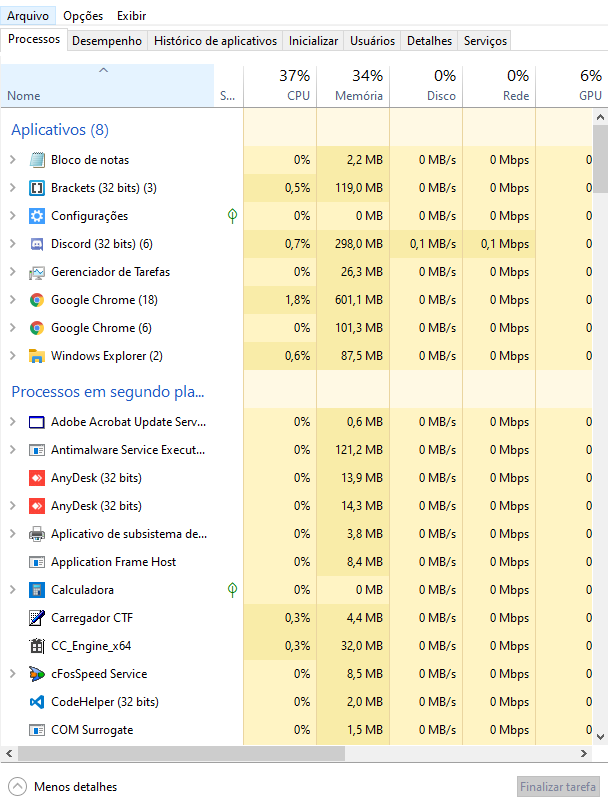 Arquivo Opções Exibir
Processos Desempenho Histórico de aplicativos Inicializar Usuários Detalhes Serviços
37% 34% 0% 0% 6%
Nome S... CPU Memória Disco Rede GPU
Aplicativos (8)
Bloco de notas 0% 2,2 MB 0 MB/s 0 Mbps 0
Brackets (32 bits) (3) 0,5% 119,0 MB 0 MB/s 0 Mbps 0
Configurações 0% 0 MB 0 MB/s 0 Mbps 0
Discord (32 bits) (6) 0,7% 298,0 MB 0,1 MB/s 0,1 Mbps 0
Gerenciador de Tarefas 0% 26,3 MB 0 MB/s 0 Mbps 0
Google Chrome (18) 1,8% 601,1 MB 0 MB/s 0 Mbps 0
Google Chrome (6) 0% 101,3 MB 0 MB/s 0 Mbps 0
Windows Explorer (2) 0,6% 87,5 MB 0 MB/s 0 Mbps 0
Processos em segundo pla...
Adobe Acrobat Update Serv... 0% 0,6 MB 0 MB/s 0 Mbps 0
Antimalware Service Execut... 0% 121,2 MB 0 MB/s 0 Mbps 0
AnyDesk (32 bits) 0% 13,9 MB 0 MB/s 0 Mbps 0
AnyDesk (32 bits) 0% 14,3 MB 0 MB/s 0 Mbps 0
Aplicativo de subsistema de... 0% 3,8 MB 0 MB/s 0 Mbps 0
Application Frame Host 0% 8,4 MB 0 MB/s 0 Mbps 0
Calculadora 0% 0 MB 0 MB/s 0 Mbps 0
Carregador CTF 0,3% 4,4 MB 0 MB/s 0 Mbps 0
CC_Engine_x64 0,3% 32,0 MB 0 MB/s 0 Mbps 0
cFosSpeed Service 0% 8,5 MB 0 MB/s 0 Mbps 0
CodeHelper (32 bits) 0% 2,0 MB 0 MB/s 0 Mbps 0
COM Surrogate 0% 1,5 MB 0 MB/s 0 Mbps 0
Menos detalhes Finalizar tarefa